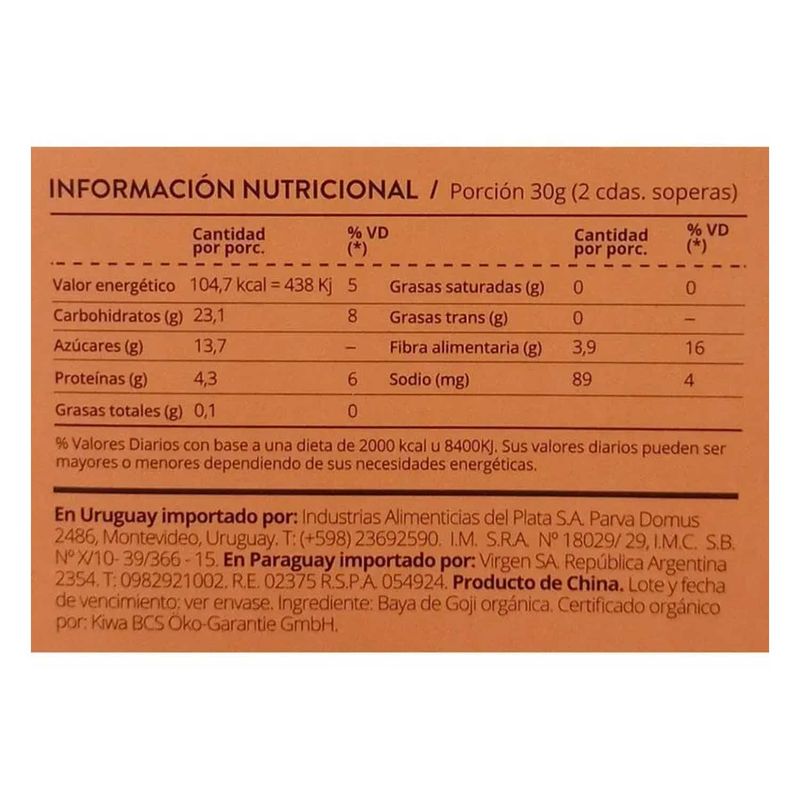 INFORMACIÓN NUTRICIONAL / Porción 30g (2 cdas. soperas)
Cantidad por porc. % VD (*) Cantidad por porc. % VD (*)
Valor energético 104,7 kcal = 438 Kj 5 Grasas saturadas (g) 0 0
Carbohidratos (g) 23,1 8 Grasas trans (g) 0 –
Azúcares (g) 13,7 – Fibra alimentaria (g) 3,9 16
Proteínas (g) 4,3 6 Sodio (mg) 89 4
Grasas totales (g) 0,1 0
% Valores Diarios con base a una dieta de 2000 kcal u 8400KJ. Sus valores diarios pueden ser
mayores o menores dependiendo de sus necesidades energéticas.
En Uruguay importado por: Industrias Alimenticias del Plata S.A. Parva Domus
2486, Montevideo, Uruguay. T: (+598) 23692590. I.M. S.R.A. Nº 18029/ 29, I.M.C. S.B.
Nº X/10- 39/366 - 15. En Paraguay importado por: Virgen SA. República Argentina
2354. T: 0982921002. R.E. 02375 R.S.P.A. 054924. Producto de China. Lote y fecha
de vencimiento: ver envase. Ingrediente: Baya de Goji orgánica. Certificado orgánico
por: Kiwa BCS Öko-Garantie GmbH.